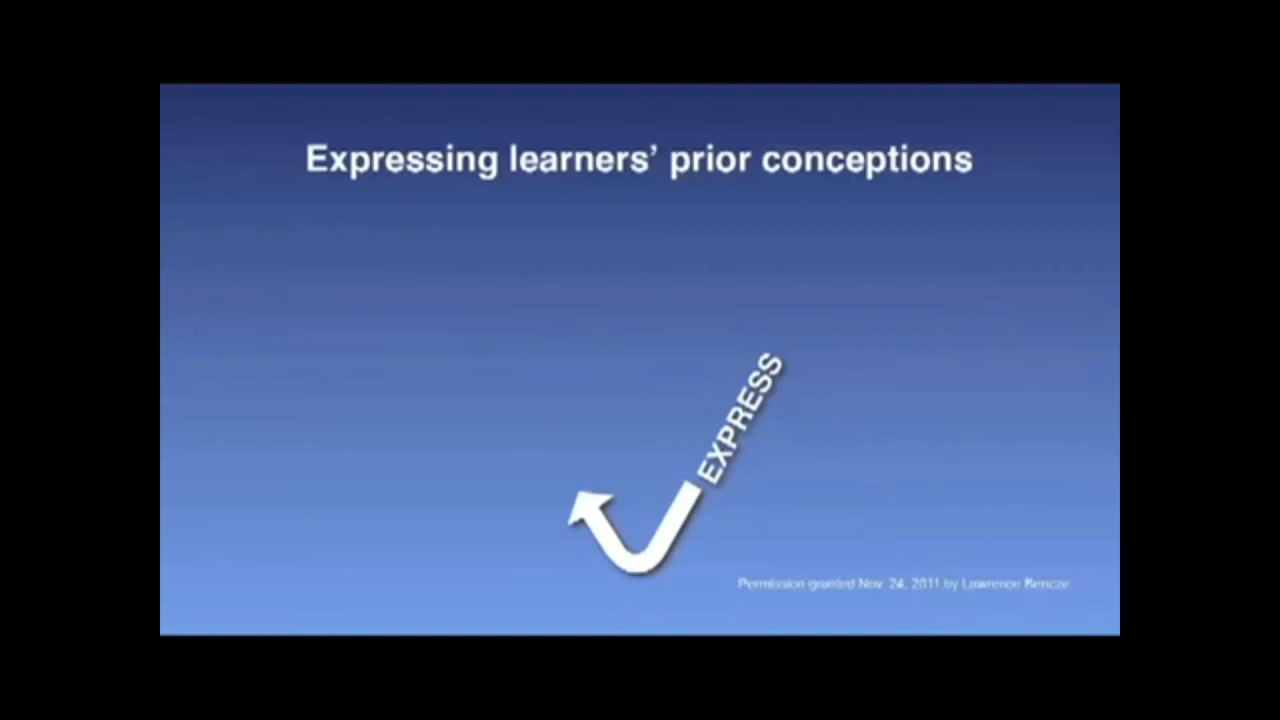 Expressing learners' prior conceptions
EXPRESS
Permission granted Nov. 24, 2011 by Lawrence Bencze